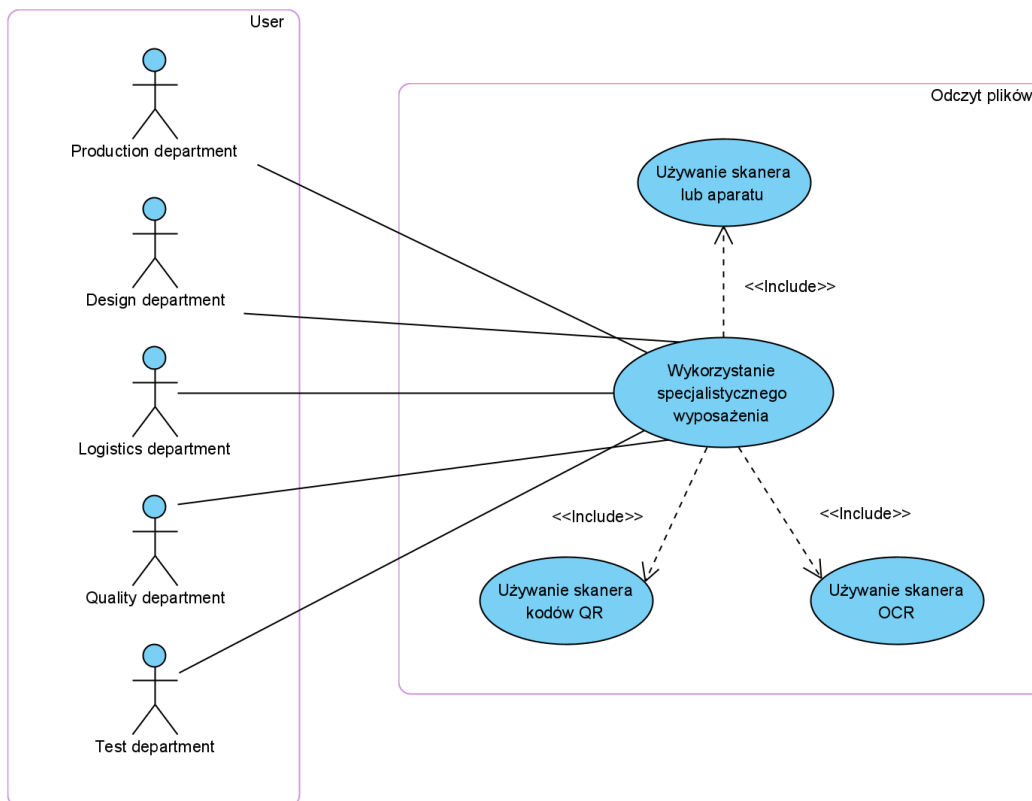 User
Production department
Design department
Logistics department
Quality department
Test department
Odczyt plików
Używanie skanera
lub aparatu
<<Include>>
Wykorzystanie
specjalistycznego
wyposażenia
<<Include>>
<<Include>>
Używanie skanera
kodów QR
Używanie skanera
OCR